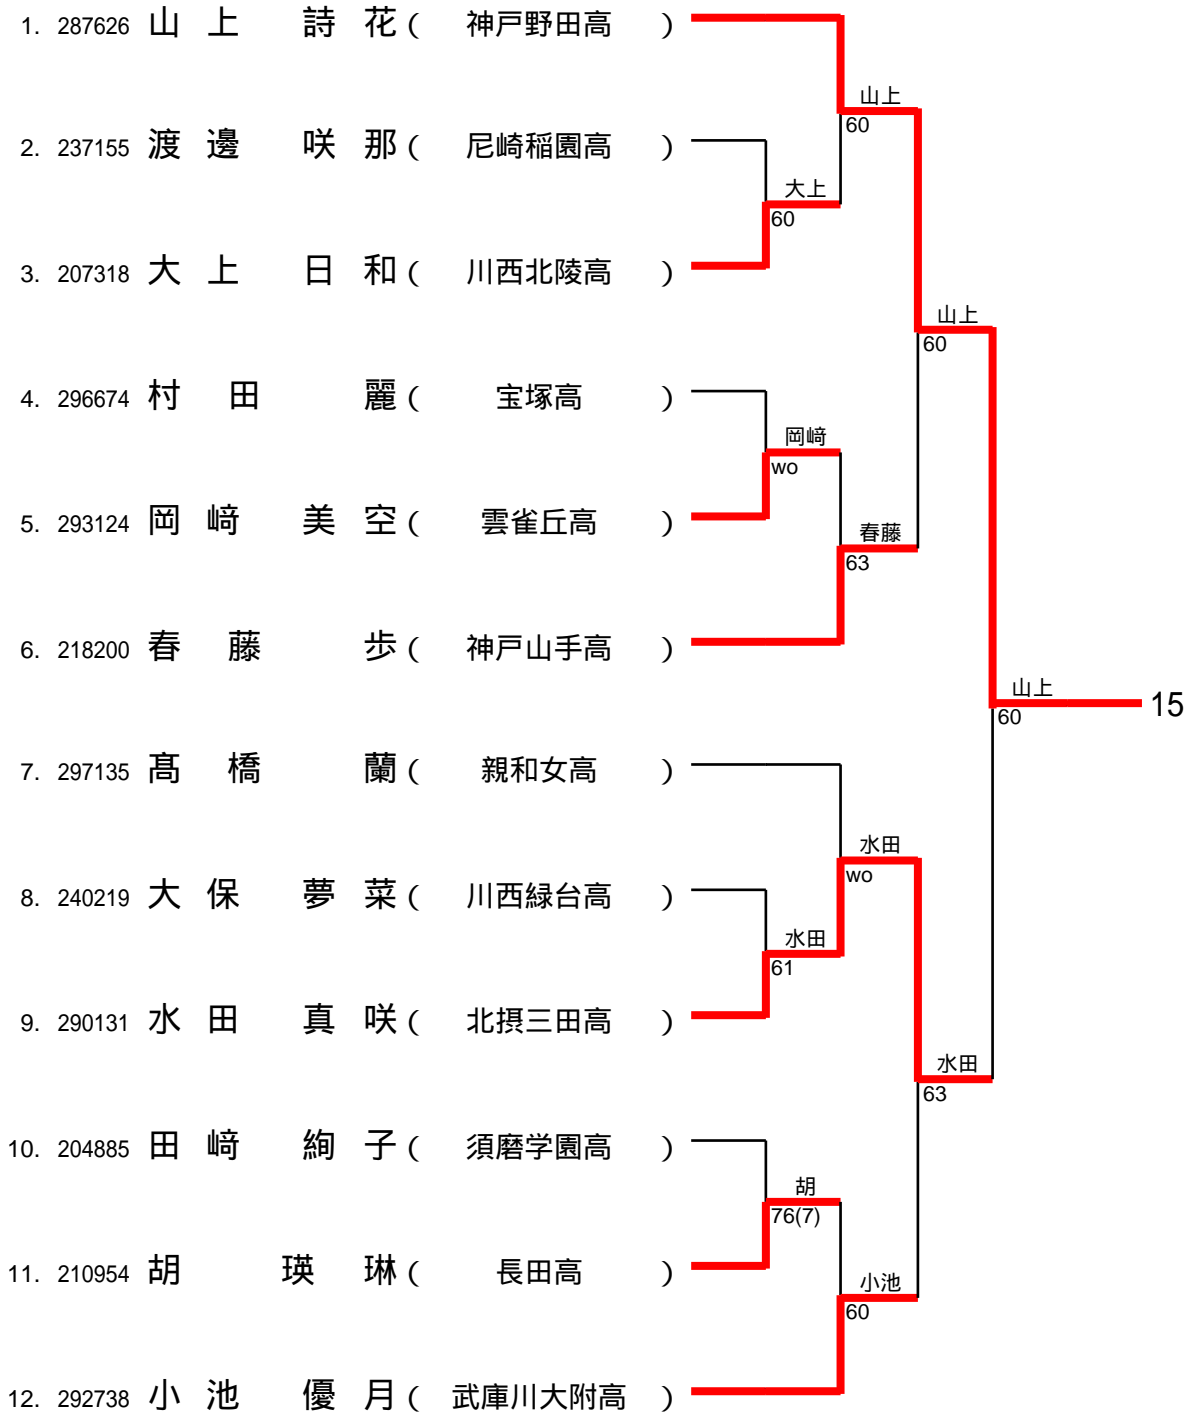 1. 287626 山 上 詩 花 ( 神戸野田高 )
山上
60
2. 237155 渡 邊 咲 那 ( 尼崎稲園高 )
大上
60
3. 207318 大 上 日 和 ( 川西北陵高 )
山上
60
4. 296674 村 田 麗 ( 宝塚高 )
岡﨑
wo
5. 293124 岡 﨑 美 空 ( 雲雀丘高 )
春藤
63
6. 218200 春 藤 歩 ( 神戸山手高 )
山上
60
15
7. 297135 髙 橋 蘭 ( 親和女高 )
水田
wo
8. 240219 大 保 夢 菜 ( 川西緑台高 )
水田
61
9. 290131 水 田 真 咲 ( 北摂三田高 )
水田
63
10. 204885 田 﨑 絢 子 ( 須磨学園高 )
胡
76(7)
11. 210954 胡 瑛 琳 ( 長田高 )
小池
60
12. 292738 小 池 優 月 ( 武庫川大附高 )